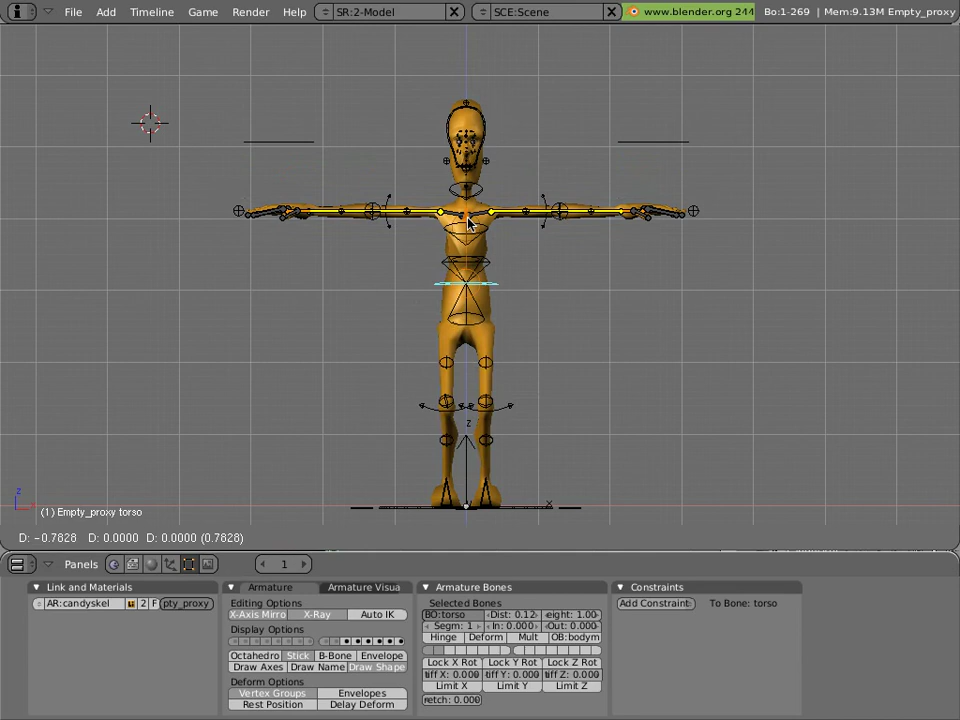 File Add Timeline Game Render Help SR:2-Model SCE:Scene www.blender.org 244 Bo:1-269 | Mem:9.13M Empty_proxy
z
x
z
x
(1) Empty_proxy torso
D: -0.7828 D: 0.0000 D: 0.0000 (0.7828)
Panels 1
Link and Materials Armature Armature Visua Armature Bones Constraints
AR:candyskel 2 F pty_proxy Editing Options Selected Bones Add Constraint To Bone: torso
X-Axis Mirro X-Ray Auto IK BO:torso Dist: 0.12 eight: 1.00
Display Options Segm: 1 In: 0.000 Out: 0.000
Hinge Deform Mult OB:bodym
Octahedro Stick B-Bone Envelope
Draw Axes Draw Name Draw Shape Lock X Rot Lock Y Rot Lock Z Rot
Deform Options tiff X: 0.000 tiff Y: 0.000 tiff Z: 0.000
Vertex Groups Envelopes Limit X Limit Y Limit Z
Rest Position Delay Deform retch: 0.000